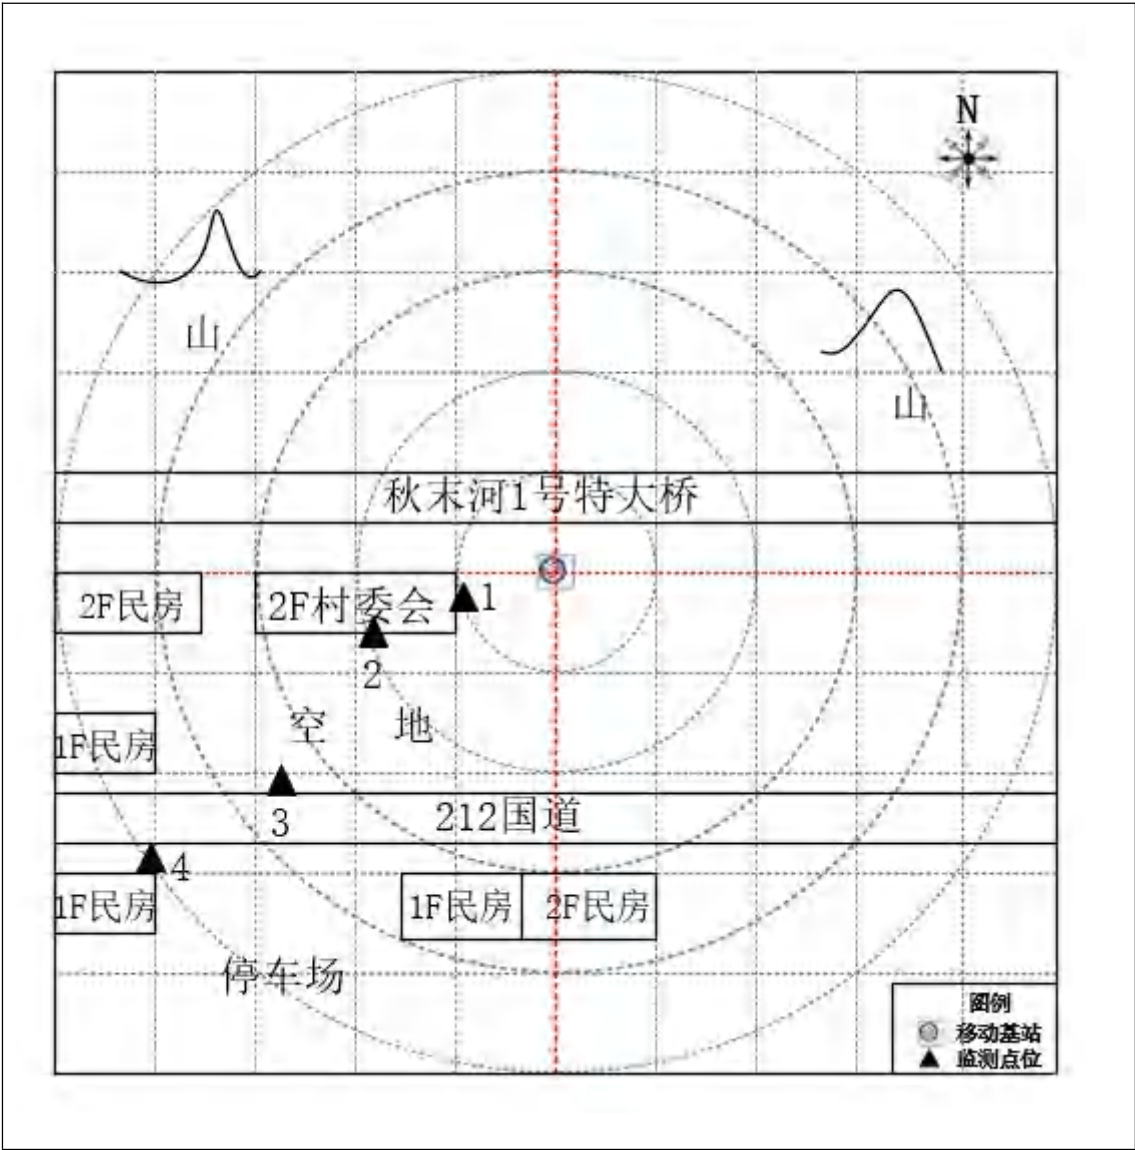 N
山
山
秋末河1号特大桥
2F民房
2F村委会
1
2
空 地
1F民房
3
212国道
4
1F民房
1F民房
2F民房
停车场
图例
移动基站
监测点位